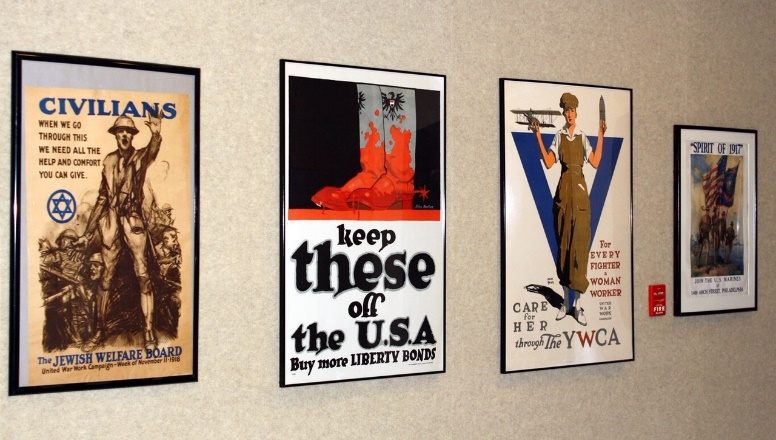 CIVILIANS
WHEN WE GO
THROUGH THIS
WE NEED ALL THE
HELP AND COMFORT
YOU CAN GIVE.
The JEWISH WELFARE BOARD
United War Work Campaign - Week of November 11-1918
keep
these
off
the U.S.A
Buy more LIBERTY BONDS
For
EVERY
FIGHTER
a
WOMAN
WORKER
UNITED
WAR
WORK
CAMPAIGN
CARE
for
HER
through The YWCA
FIRE
"SPIRIT OF 1917"
JOIN THE U.S. MARINES
1409 ARCH STREET, PHILADELPHIA